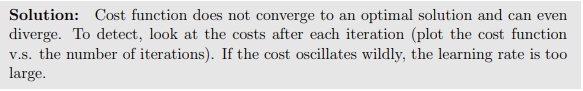 Solution: Cost function does not converge to an optimal solution and can even
diverge. To detect, look at the costs after each iteration (plot the cost function
v.s. the number of iterations). If the cost oscillates wildly, the learning rate is too
large.